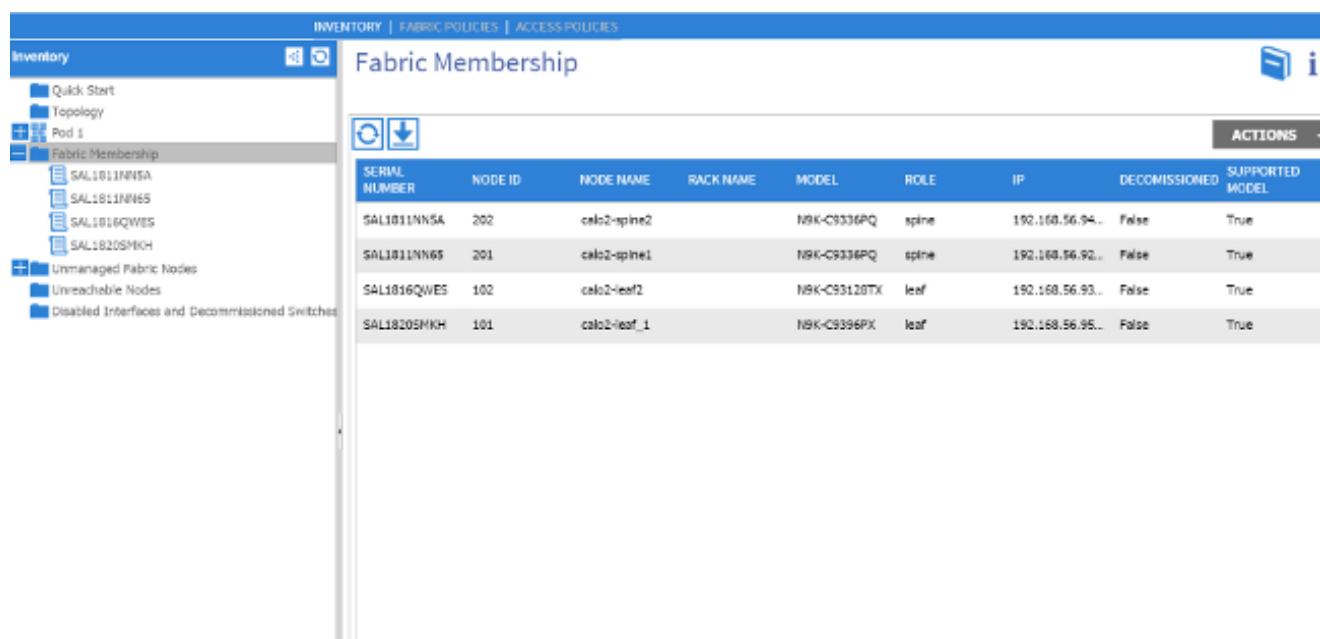 INVENTORY | FABRIC POLICIES | ACCESS POLICIES
Inventory
Quick Start
Topology
Pod 1
Fabric Membership
SAL1811NN5A
SAL1811NN65
SAL1816QWES
SAL1820SMKH
Unmanaged Fabric Nodes
Unreachable Nodes
Disabled Interfaces and Decommissioned Switches
Fabric Membership
i
ACTIONS
SERIAL NUMBER NODE ID NODE NAME RACK NAME MODEL ROLE IP DECOMISSIONED SUPPORTED MODEL
SAL1811NN5A 202 calo2-spine2 N9K-C9336PQ spine 192.168.56.94... False True
SAL1811NN65 201 calo2-spine1 N9K-C9336PQ spine 192.168.56.92... False True
SAL1816QWES 102 calo2-leaf2 N9K-C93128TX leaf 192.168.56.93... False True
SAL1820SMKH 101 calo2-leaf_1 N9K-C9396PX leaf 192.168.56.95... False True